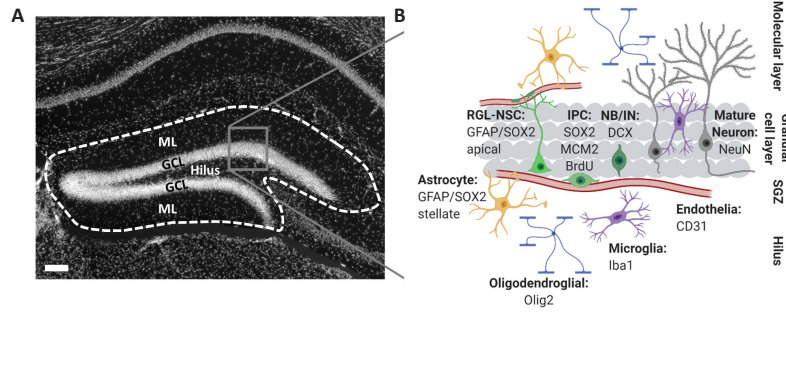 A
B
ML
GCL
Hilus
GCL
ML
RGL-NSC:
GFAP/SOX2
apical
IPC:
SOX2
MCM2
BrdU
NB/IN:
DCX
Mature
Neuron:
NeuN
Astrocyte:
GFAP/SOX2
stellate
Endothelia:
CD31
Microglia:
Iba1
Oligodendroglial:
Olig2
Molecular layer
cell layer
SGZ
Hilus